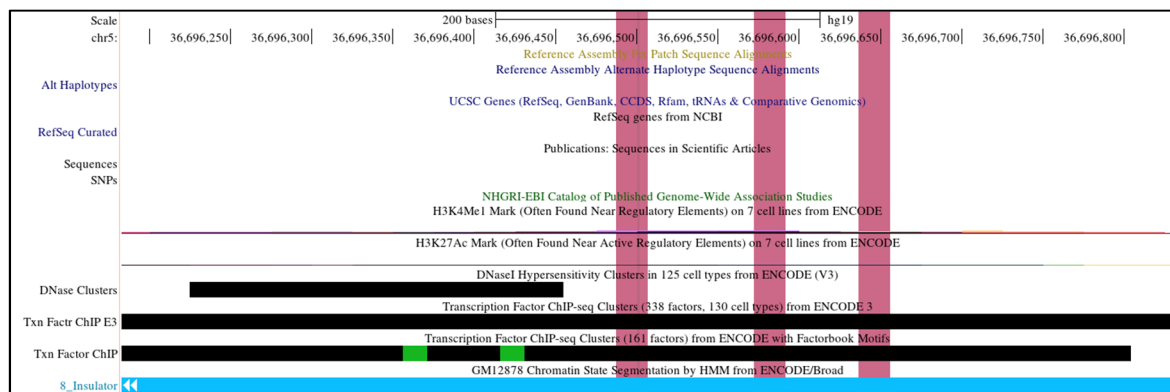 Scale 200 bases hg19
chr5: 36,696,250 36,696,300 36,696,350 36,696,400 36,696,450 36,696,500 36,696,550 36,696,600 36,696,650 36,696,700 36,696,750 36,696,800
Reference Assembly Fix Patch Sequence Alignments
Reference Assembly Alternate Haplotype Sequence Alignments
Alt Haplotypes
UCSC Genes (RefSeq, GenBank, CCDS, Rfam, tRNAs & Comparative Genomics)
RefSeq genes from NCBI
RefSeq Curated
Publications: Sequences in Scientific Articles
Sequences
SNPs
NHGRI-EBI Catalog of Published Genome-Wide Association Studies
H3K4Me1 Mark (Often Found Near Regulatory Elements) on 7 cell lines from ENCODE
H3K27Ac Mark (Often Found Near Active Regulatory Elements) on 7 cell lines from ENCODE
DNaseI Hypersensitivity Clusters in 125 cell types from ENCODE (V3)
DNase Clusters
Transcription Factor ChIP-seq Clusters (338 factors, 130 cell types) from ENCODE 3
Txn Factr ChIP E3
Transcription Factor ChIP-seq Clusters (161 factors) from ENCODE with Factorbook Motifs
Txn Factor ChIP
GM12878 Chromatin State Segmentation by HMM from ENCODE/Broad
8_Insulator